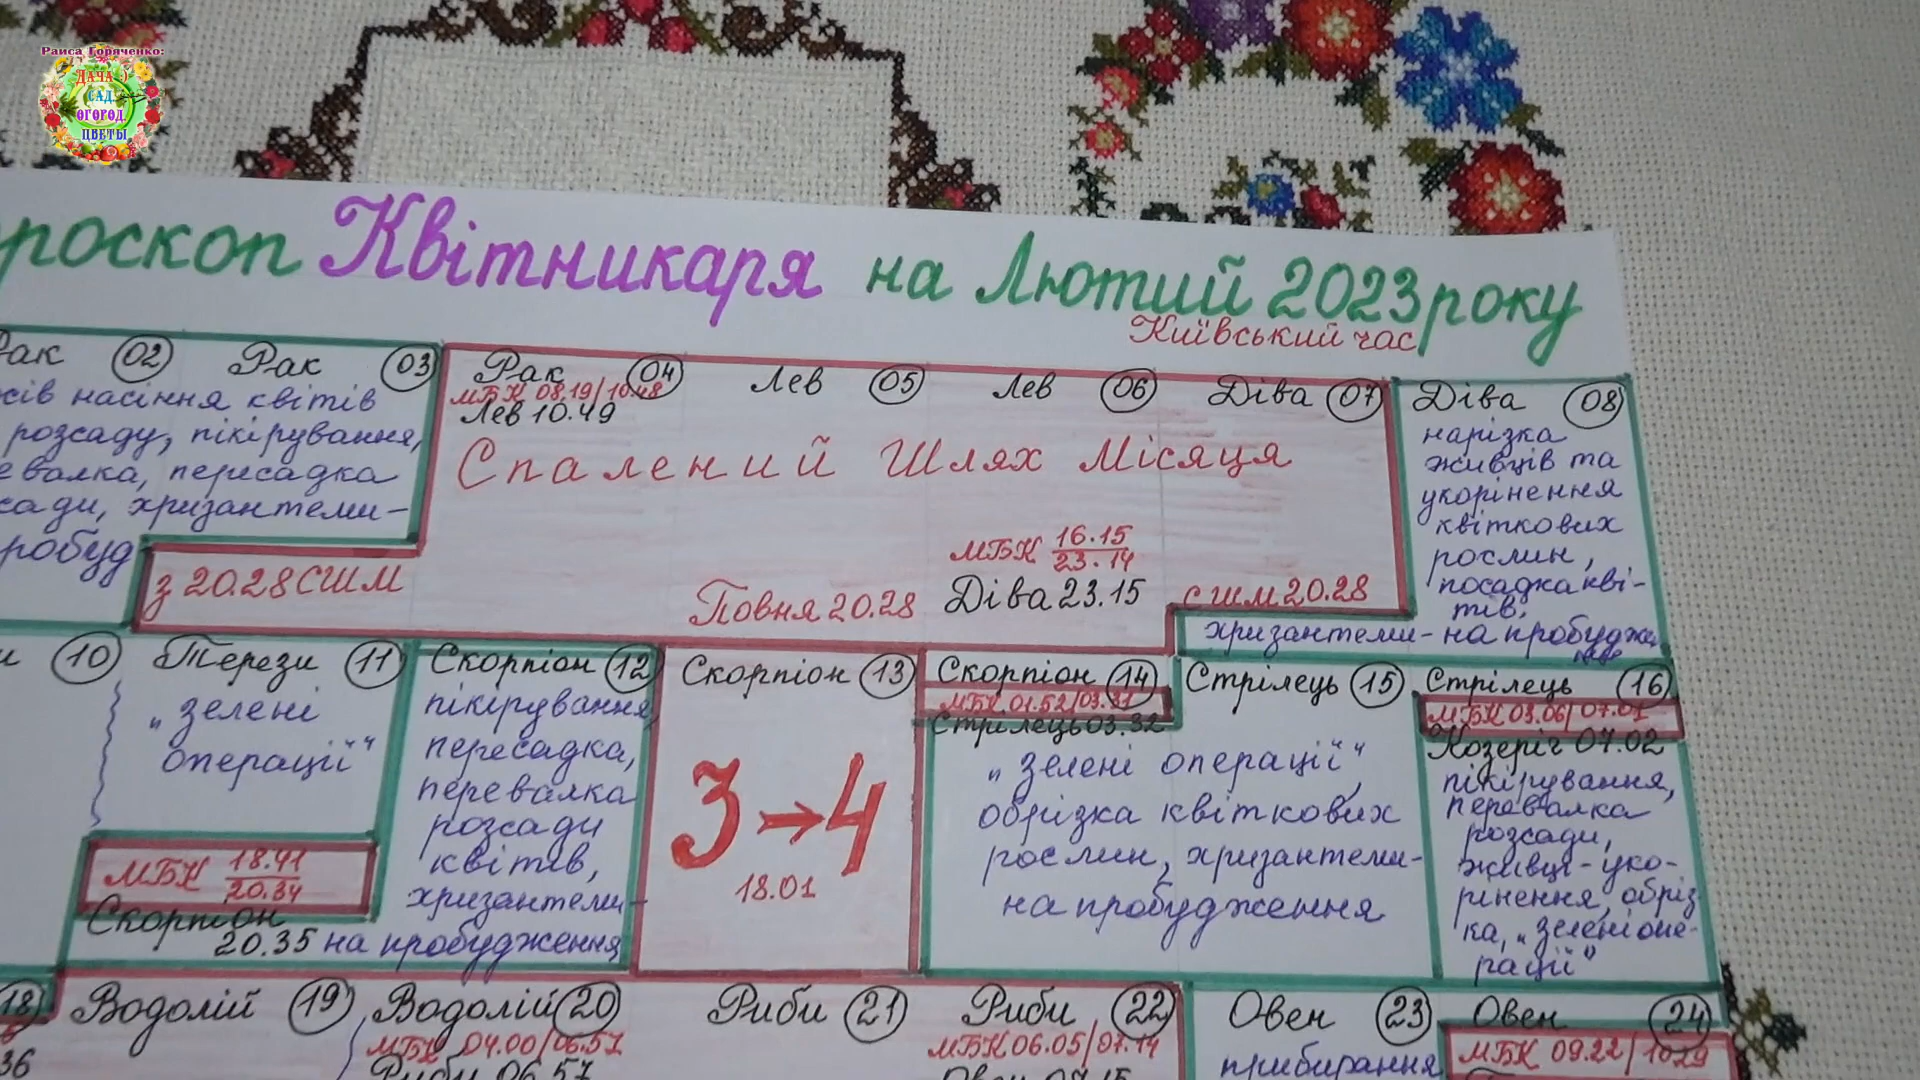 Раиса Горяченко:
ДАЧА
САД
ОГОРОД.
ЦВЕТЫ
роскоп Квітникаря на Лютий 2023 року
Київський час
Рак 02 Рак 03
насіння квітів
розсаду, пікірування,
валка, пересадка
сади, хризантеми-
пробуд
з 20.28 СШМ
Рак 04 Лев 05 Лев 06 Діва 07
МБК 08.19/10.48
Лев 10.49
Спалений Шлях Місяця
МБК 16.15
23.14
Повня 20.28 Діва 23.15 СШМ 20.28
Діва 08
нарізка
живців та
укорінення
квіткових
рослин,
посадка кві-
тів,
хризантеми- на пробудже
ння
10 Терези 11
"зелені
операції"
МБК 18.41
20.34
Скорпіон
20.35
Скорпіон 12
пікірування,
пересадка,
перевалка
розсади
квітів,
хризантеми-
на пробудження
Скорпіон 13
3→4
18.01
Скорпіон 14 Стрілець 15
МБК 01.52/03.31
Стрілець 03.32
"зелені операції",
обрізка квіткових
рослин, хризантеми-
на пробудження
Стрілець 16
МБК 03.06/07.01
Козеріг 07.02
пікірування,
перевалка
розсади,
живці-уко-
рінення, обріз
ка, "зелені опе-
рації"
18 Водолій 19 Водолій 20 Риби 21 Риби 22 Овен 23 Овен 24
36 МБК 04.00/06.57 МБК 06.05/07.14 прибирання МБК 09.22/10.29
Риби 06.57 Овен 07.15